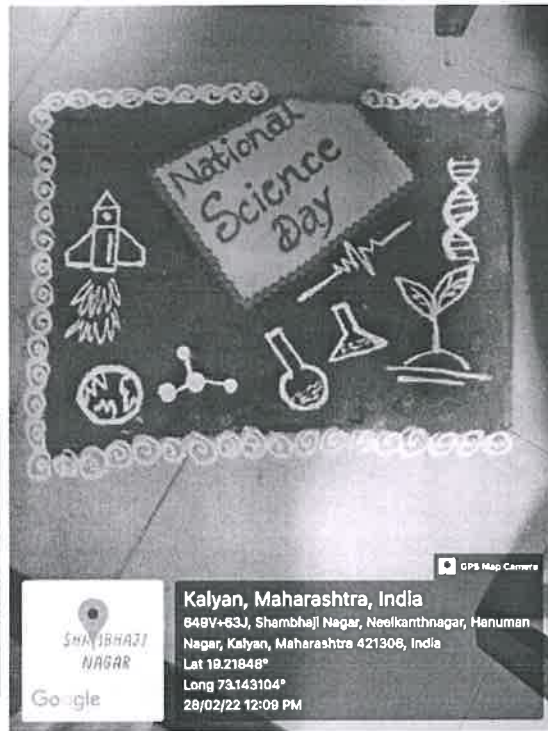 National
Science
Day
GPS Map Camera
SHAMBHAJI
NAGAR
Google
Kalyan, Maharashtra, India
649V+63J, Shambhaji Nagar, Neelkanthnagar, Hanuman
Nagar, Kalyan, Maharashtra 421306, India
Lat 19.21848°
Long 73.143104°
28/02/22 12:09 PM